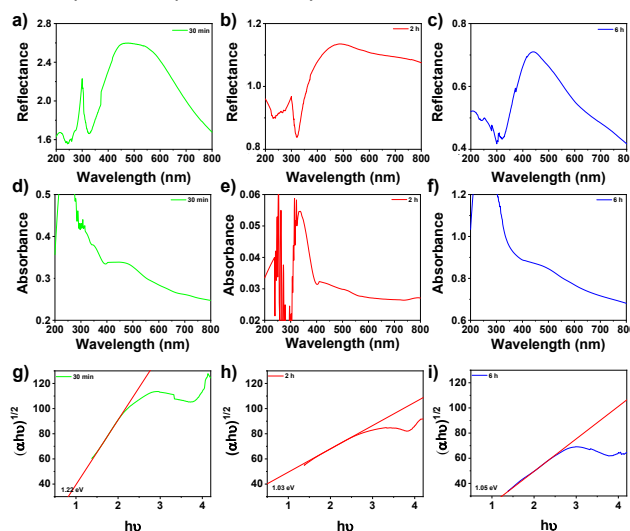 a)
30 min
Reflectance
2.8
2.4
2.0
1.6
200 300 400 500 600 700 800
Wavelength (nm)
b)
2 h
Reflectance
1.2
1.1
1.0
0.9
0.8
200 300 400 500 600 700 800
Wavelength (nm)
c)
6 h
Reflectance
0.8
0.6
0.4
200 300 400 500 600 700 800
Wavelength (nm)
d)
30 min
Absorbance
0.5
0.4
0.3
0.2
200 300 400 500 600 700 800
Wavelength (nm)
e)
2 h
Absorbance
0.06
0.05
0.04
0.03
0.02
200 300 400 500 600 700 800
Wavelength (nm)
f)
6 h
Absorbance
1.2
1.0
0.8
0.6
200 300 400 500 600 700 800
Wavelength (nm)
g)
30 min
(αhυ)1/2
120
100
80
60
40
1.22 eV
1 2 3 4
hυ
h)
2 h
(αhυ)1/2
120
100
80
60
40
1.03 eV
1 2 3 4
hυ
i)
6 h
(αhυ)1/2
120
100
80
60
40
1.05 eV
1 2 3 4
hυ